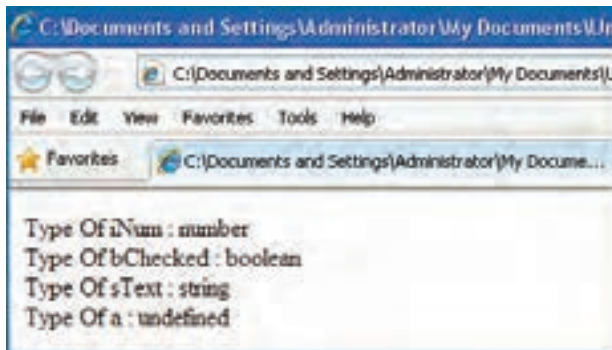 C:\Documents and Settings\Administrator\My Documents\Un
C:\Documents and Settings\Administrator\My Documents\U
File Edit View Favorites Tools Help
Favorites C:\Documents and Settings\Administrator\My Docume...
Type Of iNum : number
Type Of bChecked : boolean
Type Of sText : string
Type Of a : undefined